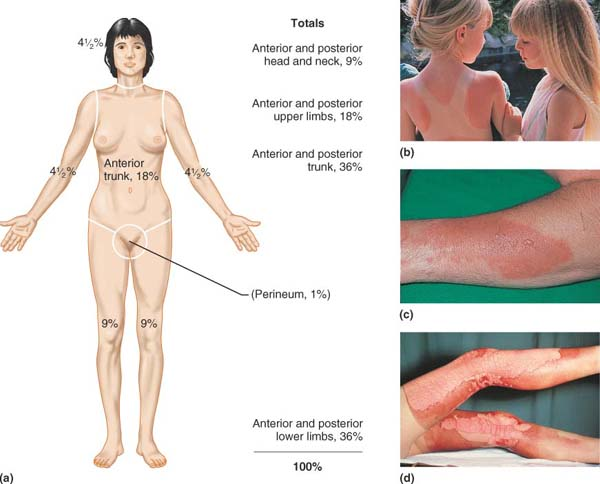 Totals
4½%
Anterior and posterior
head and neck, 9%
Anterior and posterior
upper limbs, 18%
4½%
Anterior
trunk, 18%
4½%
Anterior and posterior
trunk, 36%
(Perineum, 1%)
9%
9%
Anterior and posterior
lower limbs, 36%
100%
(a)
(b)
(c)
(d)